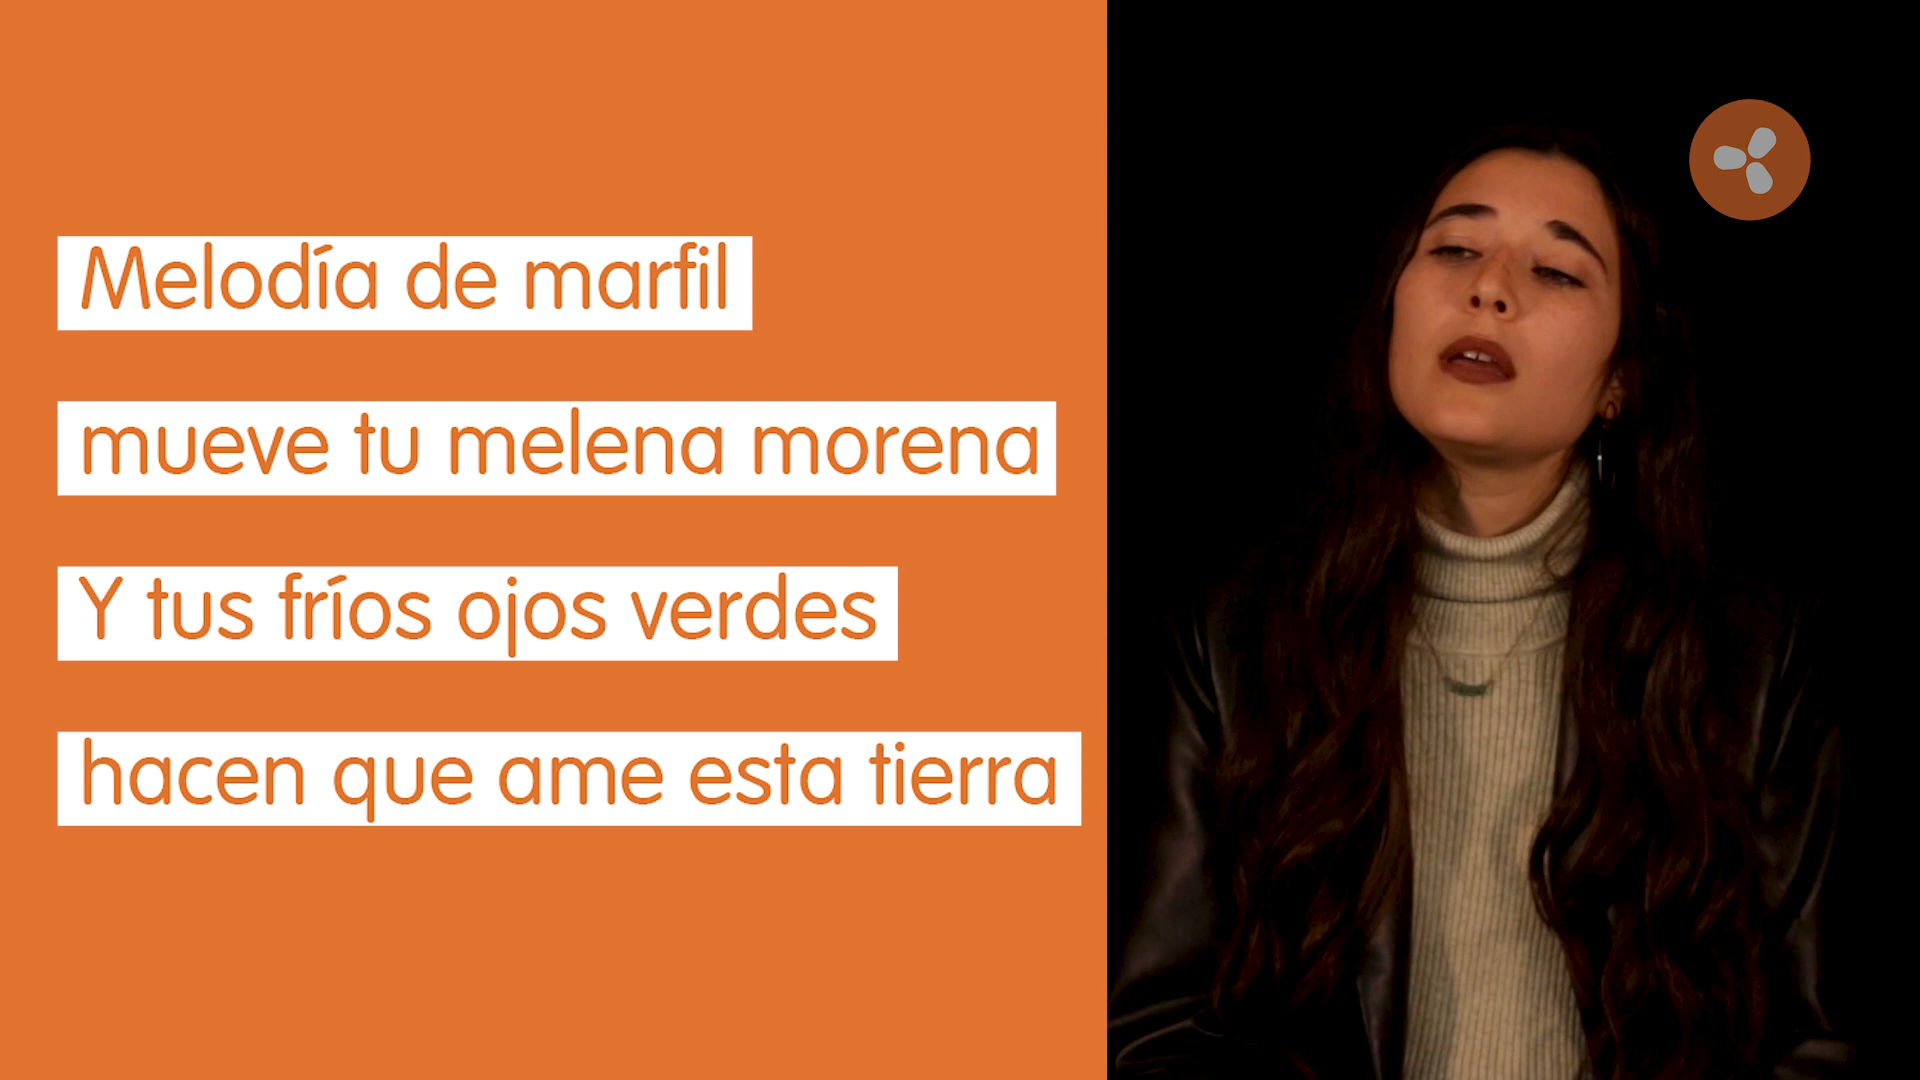 Melodía de marfil
mueve tu melena morena
Y tus fríos ojos verdes
hacen que ame esta tierra